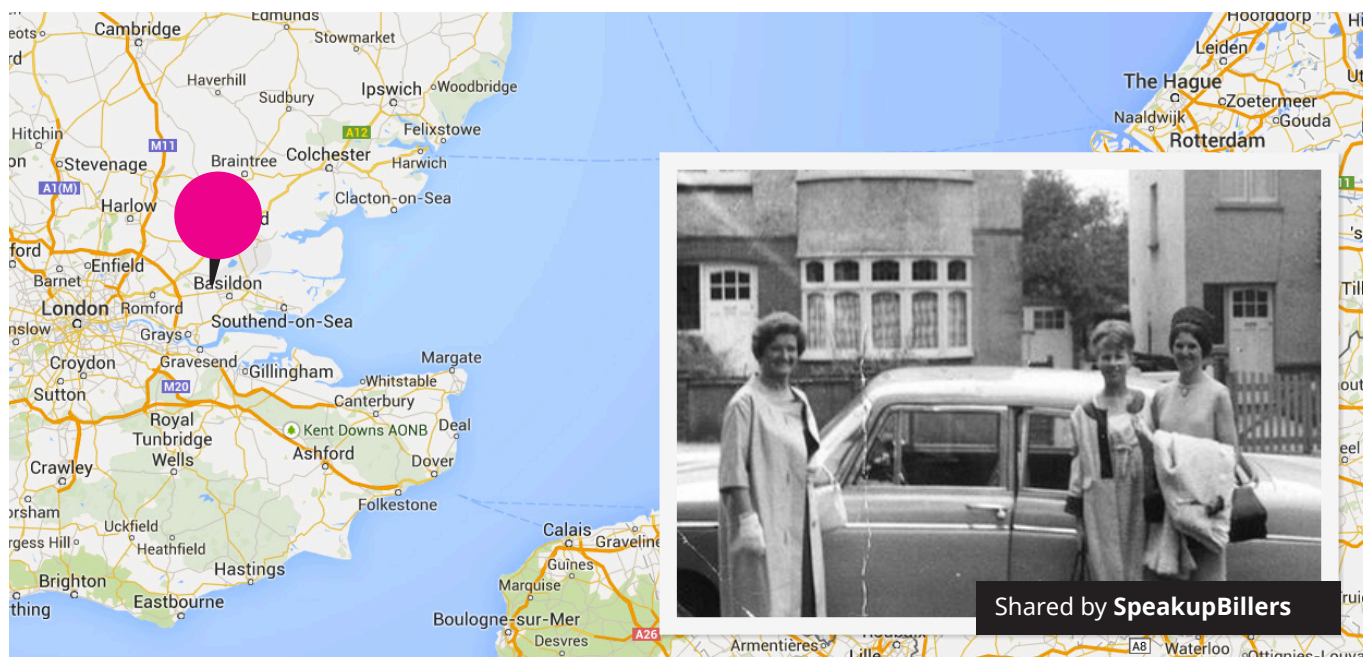 Edmunds
Hoofddorp
Cambridge
Stowmarket
Leiden
Haverhill
Ipswich
Woodbridge
The Hague
Sudbury
Zoetermeer
Naaldwijk
Gouda
Hitchin
A12
Felixstowe
Rotterdam
M11
Stevenage
Braintree
Colchester
Harwich
A1(M)
Harlow
Clacton-on-Sea
Enfield
Barnet
Basildon
London
Romford
Southend-on-Sea
Grays
Croydon
Gravesend
Gillingham
Margate
Sutton
M20
Whitstable
Canterbury
Royal
Tunbridge
Wells
Kent Downs AONB
Deal
Ashford
Crawley
Dover
Folkestone
Uckfield
Calais
Heathfield
Guînes
Hastings
Marquise
Brighton
Eastbourne
Boulogne-sur-Mer
Desvres
A26
Shared by SpeakupBillers
Armentières
Lille
A8
Waterloo